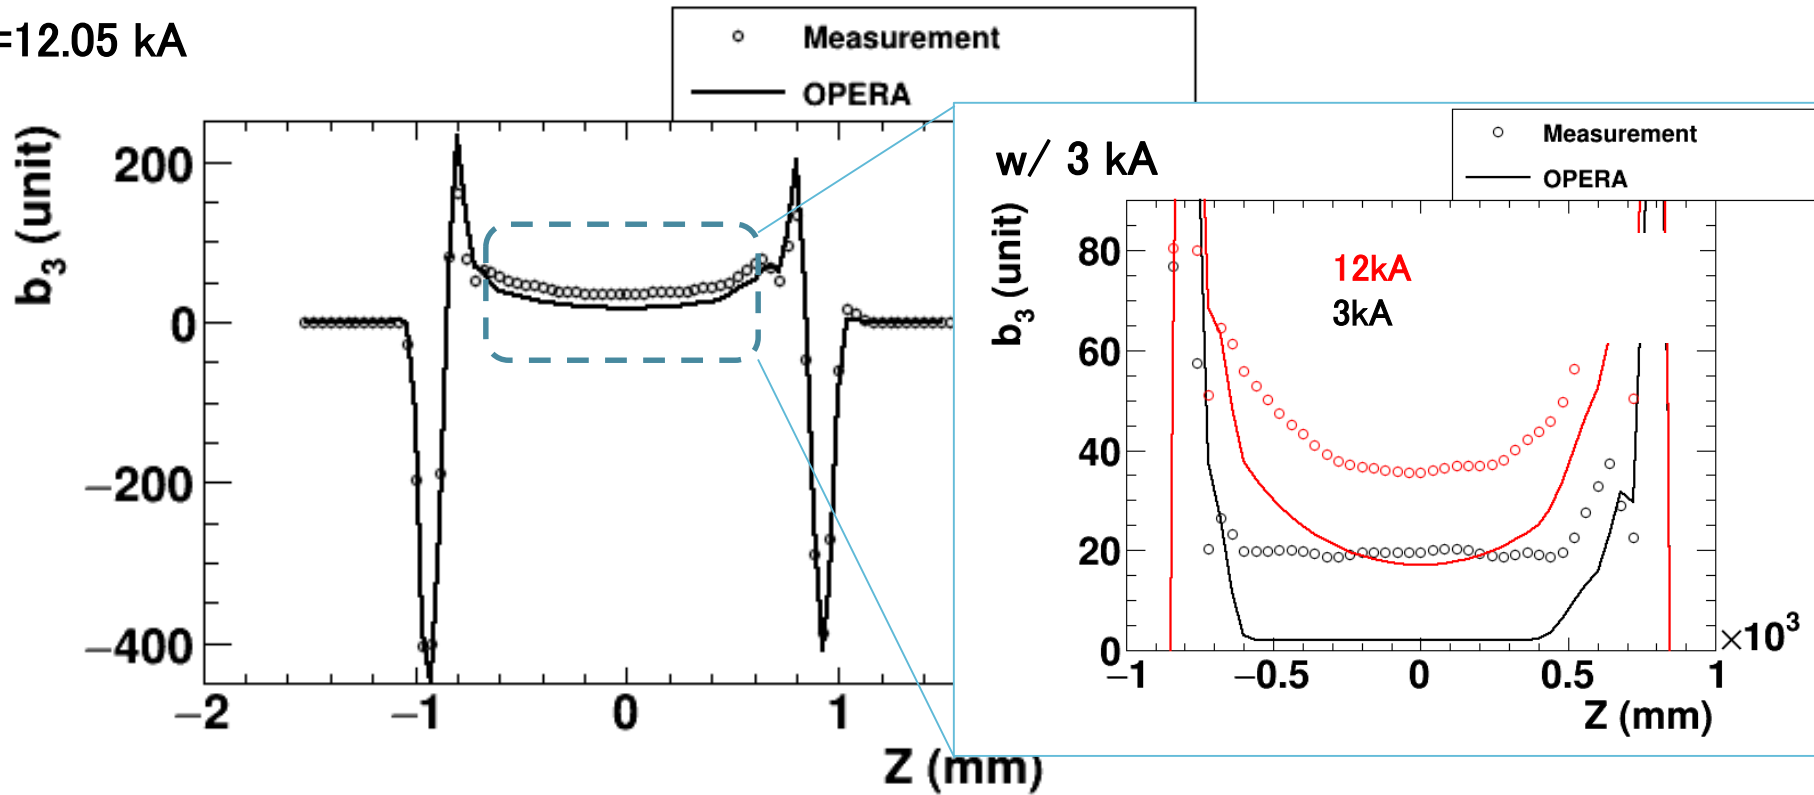 =12.05 kA
Measurement
OPERA
b3 (unit)
200
0
−200
−400
−2
−1
0
1
Z (mm)
w/ 3 kA
Measurement
OPERA
b3 (unit)
80
60
40
20
0
12kA
3kA
−1
−0.5
0
0.5
1
×10³
Z (mm)